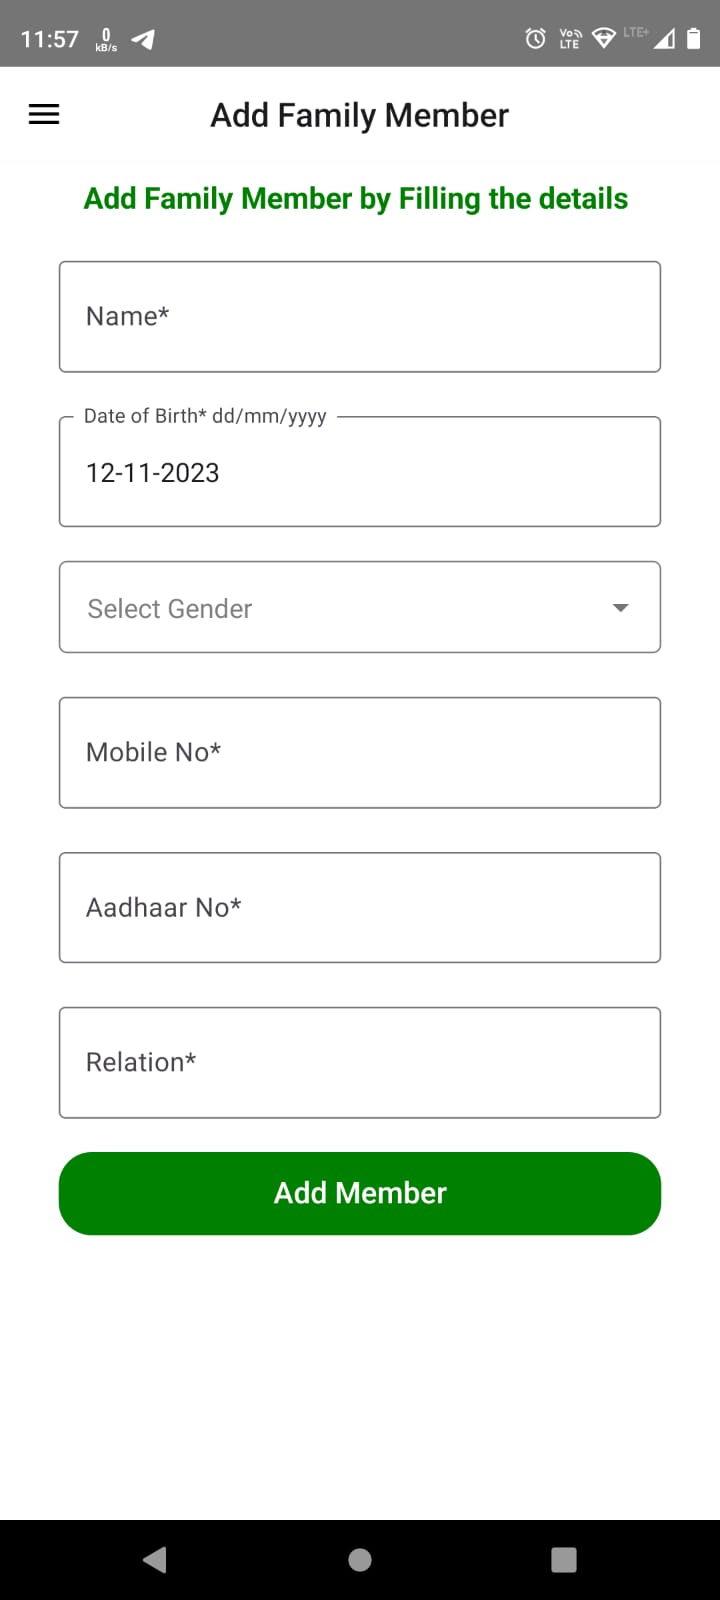 11:57 0 kB/s Vo LTE LTE+
Add Family Member
Add Family Member by Filling the details
Name*
Date of Birth* dd/mm/yyyy
12-11-2023
Select Gender
Mobile No*
Aadhaar No*
Relation*
Add Member